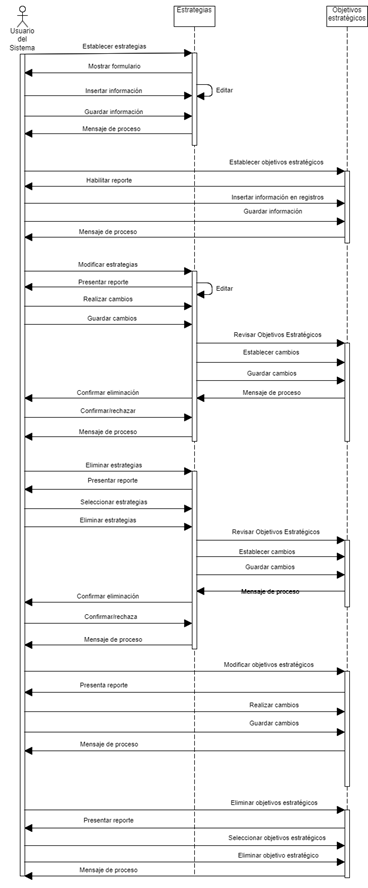 Estrategias
Objetivos
estratégicos
Usuario
del
Sistema
Establecer estrategias
Mostrar formulario
Insertar información
Editar
Guardar información
Mensaje de proceso
Establecer objetivos estratégicos
Habilitar reporte
Insertar información en registros
Guardar información
Mensaje de proceso
Modificar estrategias
Presentar reporte
Editar
Realizar cambios
Guardar cambios
Revisar Objetivos Estratégicos
Establecer cambios
Guardar cambios
Confirmar eliminación
Mensaje de proceso
Confirmar/rechazar
Mensaje de proceso
Eliminar estrategias
Presentar reporte
Seleccionar estrategias
Eliminar estrategias
Revisar Objetivos Estratégicos
Establecer cambios
Guardar cambios
Mensaje de proceso
Confirmar eliminación
Confirmar/rechaza
Mensaje de proceso
Modificar objetivos estratégicos
Presenta reporte
Realizar cambios
Guardar cambios
Mensaje de proceso
Eliminar objetivos estratégicos
Presentar reporte
Seleccionar objetivos estratégicos
Eliminar objetivo estratégico
Mensaje de proceso